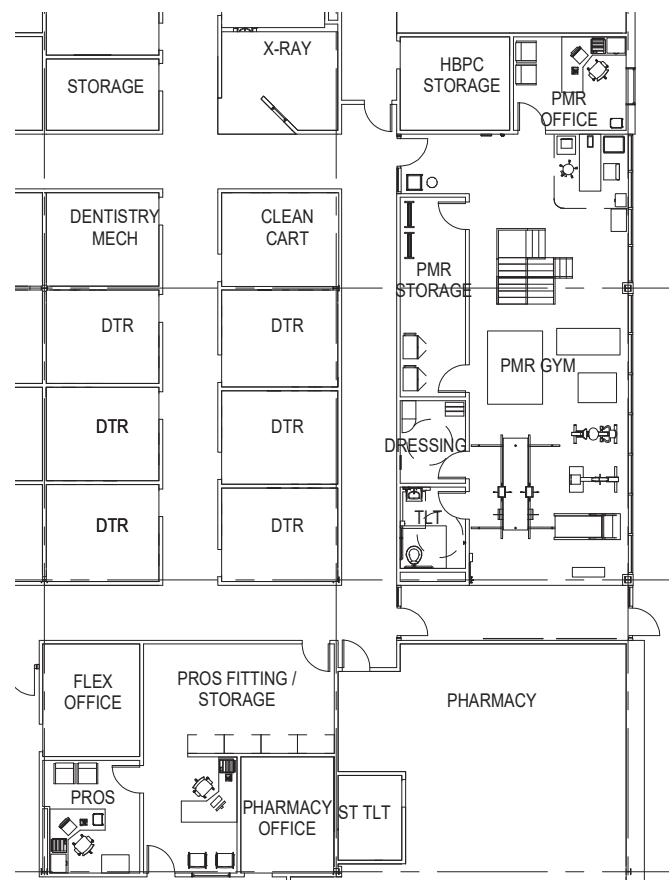 X-RAY
HBPC
STORAGE
STORAGE
PMR
OFFICE
DENTISTRY
MECH
CLEAN
CART
PMR
STORAGE
DTR
DTR
PMR GYM
DTR
DTR
DRESSING
DTR
DTR
TLT
FLEX
OFFICE
PROS FITTING /
STORAGE
PHARMACY
PROS
PHARMACY
OFFICE
ST TLT